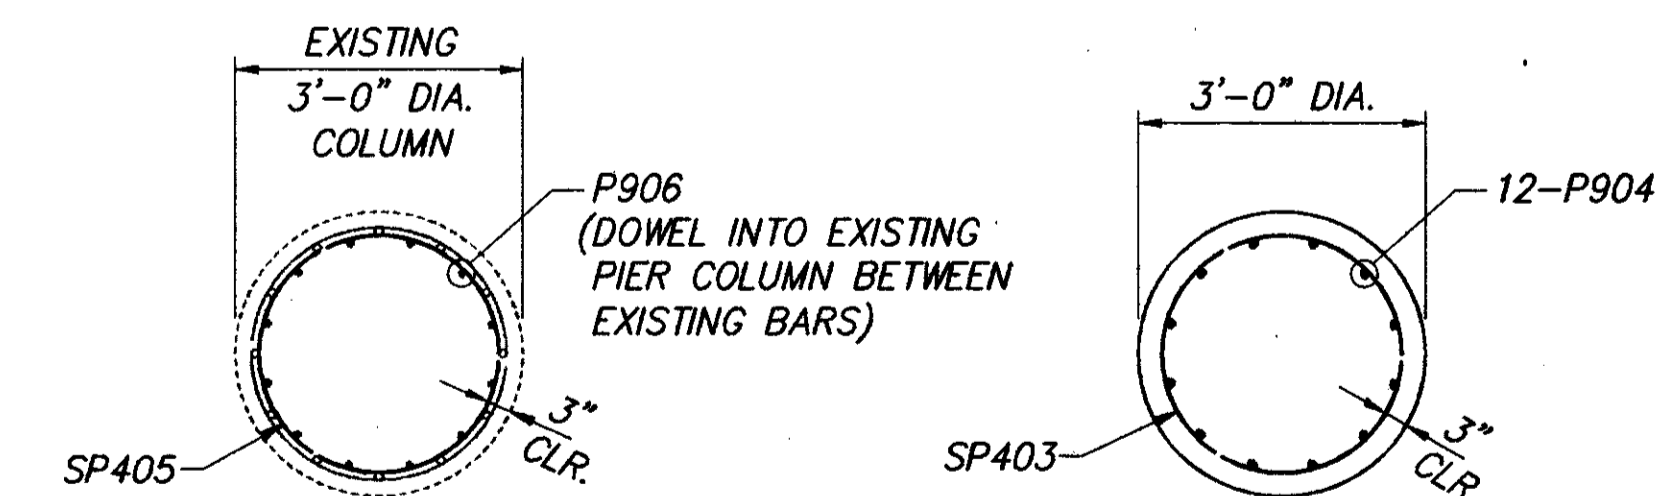 EXISTING
3'-0" DIA.
COLUMN
P906
(DOWEL INTO EXISTING
PIER COLUMN BETWEEN
EXISTING BARS)
3"
CLR.
SP405
3'-0" DIA.
12-P904
SP403
3"
CLR